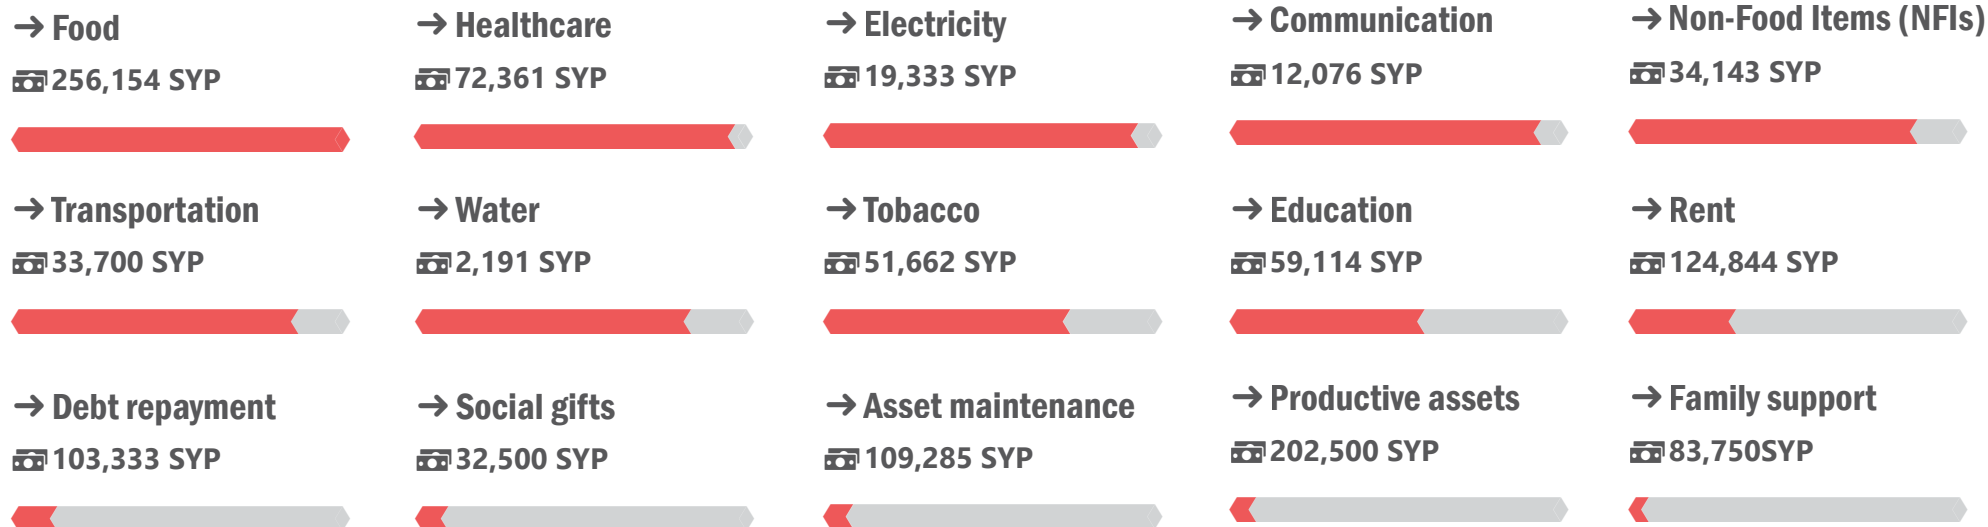 → Food
256,154 SYP
→ Healthcare
72,361 SYP
→ Electricity
19,333 SYP
→ Communication
12,076 SYP
→ Non-Food Items (NFIs)
34,143 SYP
→ Transportation
33,700 SYP
→ Water
2,191 SYP
→ Tobacco
51,662 SYP
→ Education
59,114 SYP
→ Rent
124,844 SYP
→ Debt repayment
103,333 SYP
→ Social gifts
32,500 SYP
→ Asset maintenance
109,285 SYP
→ Productive assets
202,500 SYP
→ Family support
83,750SYP